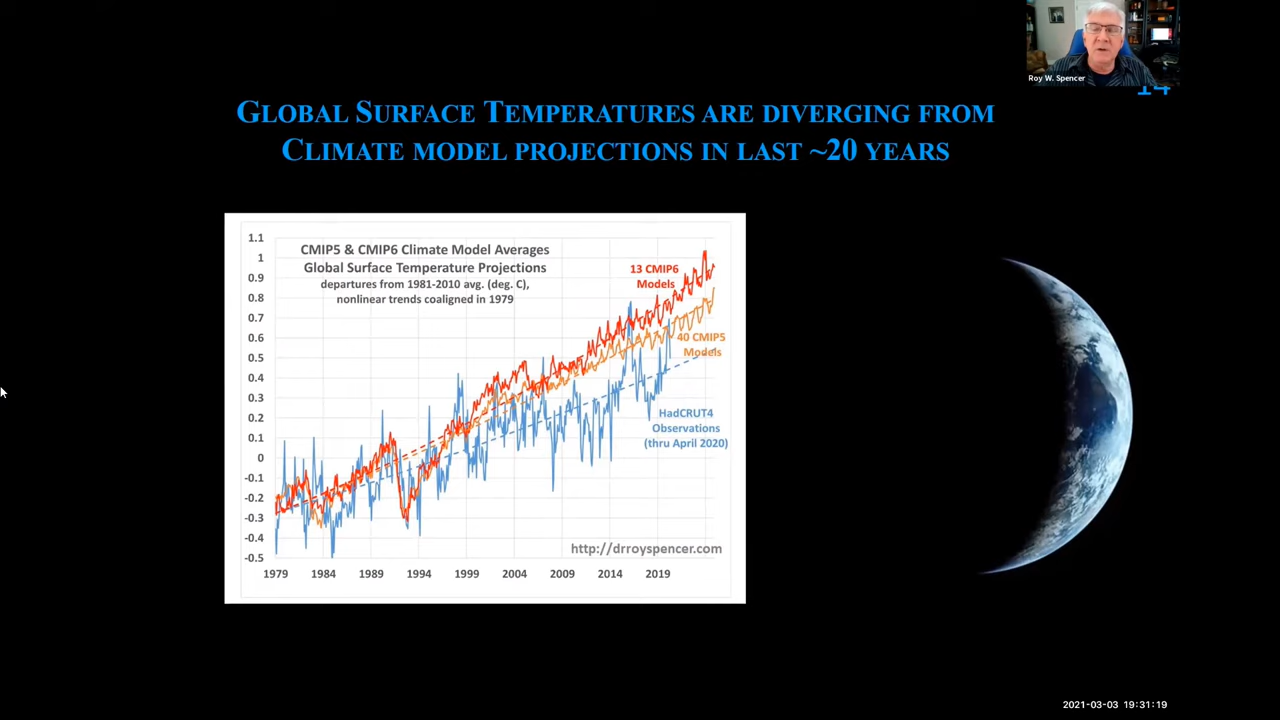 Roy W. Spencer
14
GLOBAL SURFACE TEMPERATURES ARE DIVERGING FROM
CLIMATE MODEL PROJECTIONS IN LAST ~20 YEARS
CMIP5 & CMIP6 Climate Model Averages
Global Surface Temperature Projections
departures from 1981-2010 avg. (deg. C),
nonlinear trends coaligned in 1979
1.1
1
0.9
0.8
0.7
0.6
0.5
0.4
0.3
0.2
0.1
0
-0.1
-0.2
-0.3
-0.4
-0.5
13 CMIP6
Models
40 CMIP5
Models
HadCRUT4
Observations
(thru April 2020)
http://drroyspencer.com
1979 1984 1989 1994 1999 2004 2009 2014 2019
2021-03-03 19:31:19